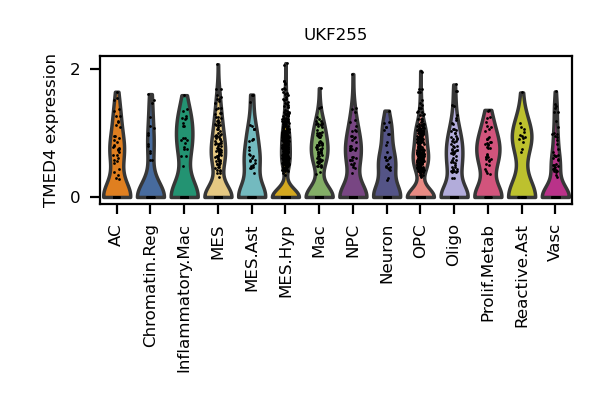 UKF255
TMED4 expression
2
0
AC
Chromatin.Reg
Inflammatory.Mac
MES
MES.Ast
MES.Hyp
Mac
NPC
Neuron
OPC
Oligo
Prolif.Metab
Reactive.Ast
Vasc